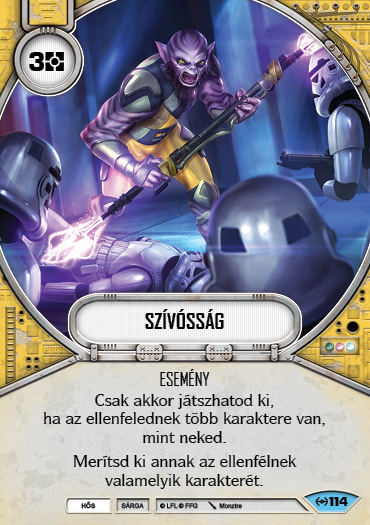 3
SZÍVÓSSÁG
ESEMÉNY
Csak akkor játszhatod ki,
ha az ellenfelednek több karaktere van,
mint neked.
Merítsd ki annak az ellenfélnek
valamelyik karakterét.
HŐS SÁRGA © LFL © FFG Monztre 114